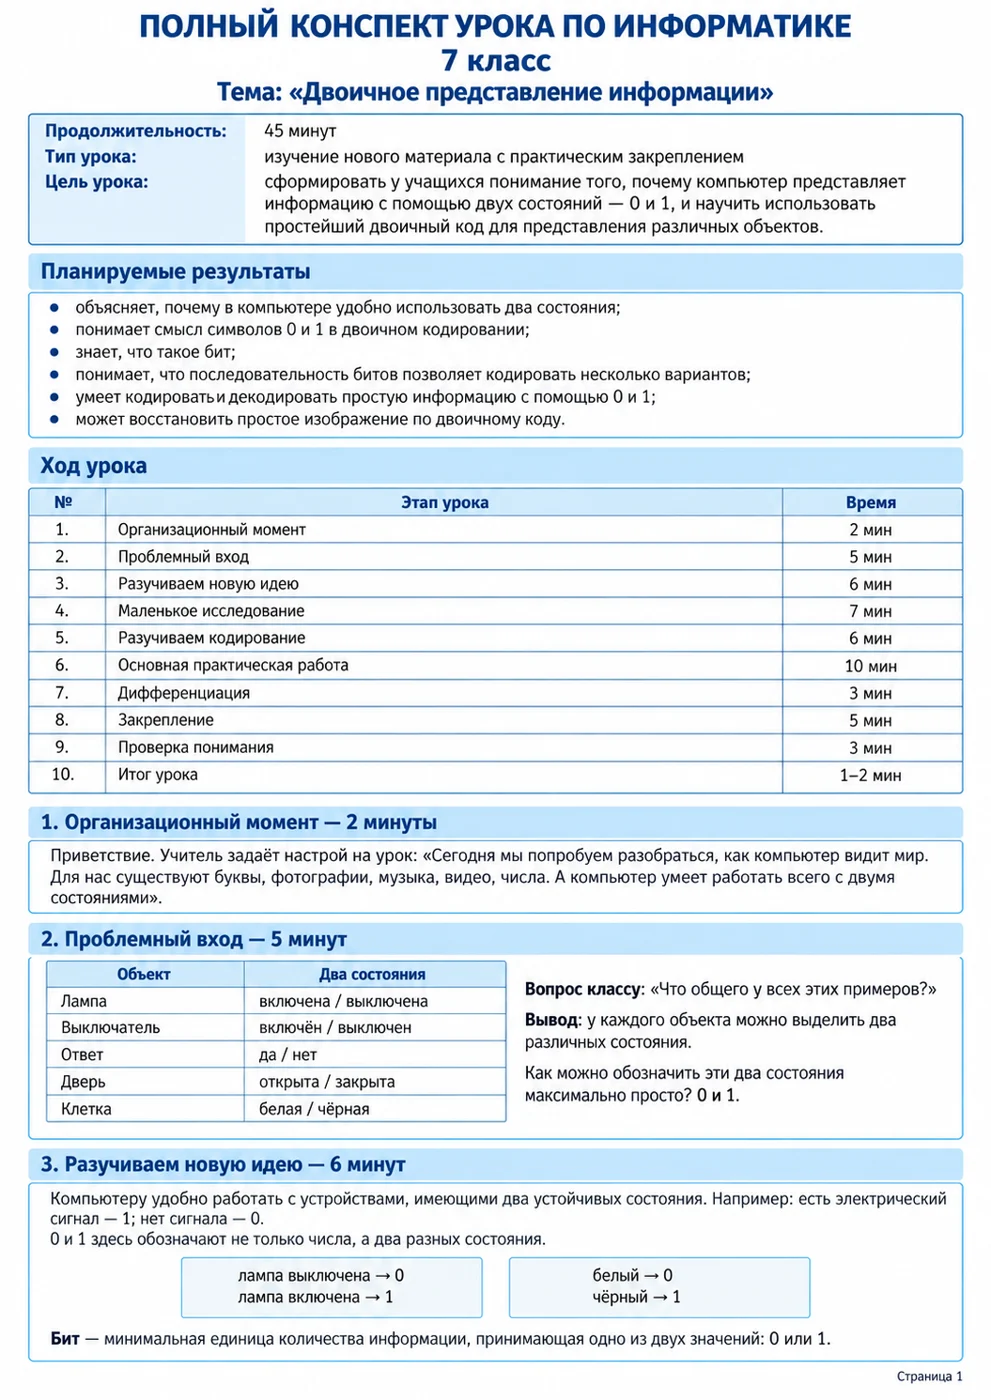 ПОЛНЫЙ КОНСПЕКТ УРОКА ПО ИНФОРМАТИКЕ
7 класс
Тема: «Двоичное представление информации»
Продолжительность: 45 минут
Тип урока: изучение нового материала с практическим закреплением
Цель урока: сформировать у учащихся понимание того, почему компьютер представляет
информацию с помощью двух состояний — 0 и 1, и научить использовать
простейший двоичный код для представления различных объектов.
Планируемые результаты
● объясняет, почему в компьютере удобно использовать два состояния;
● понимает смысл символов 0 и 1 в двоичном кодировании;
● знает, что такое бит;
● понимает, что последовательность битов позволяет кодировать несколько вариантов;
● умеет кодировать и декодировать простую информацию с помощью 0 и 1;
● может восстановить простое изображение по двоичному коду.
Ход урока
№ Этап урока Время
1. Организационный момент 2 мин
2. Проблемный вход 5 мин
3. Разучиваем новую идею 6 мин
4. Маленькое исследование 7 мин
5. Разучиваем кодирование 6 мин
6. Основная практическая работа 10 мин
7. Дифференциация 3 мин
8. Закрепление 5 мин
9. Проверка понимания 3 мин
10. Итог урока 1–2 мин
1. Организационный момент — 2 минуты
Приветствие. Учитель задаёт настрой на урок: «Сегодня мы попробуем разобраться, как компьютер видит мир.
Для нас существуют буквы, фотографии, музыка, видео, числа. А компьютер умеет работать всего с двумя
состояниями».
2. Проблемный вход — 5 минут
Объект Два состояния
Лампа включена / выключена
Выключатель включён / выключен
Ответ да / нет
Дверь открыта / закрыта
Клетка белая / чёрная
Вопрос классу: «Что общего у всех этих примеров?»
Вывод: у каждого объекта можно выделить два
различных состояния.
Как можно обозначить эти два состояния
максимально просто? 0 и 1.
3. Разучиваем новую идею — 6 минут
Компьютеру удобно работать с устройствами, имеющими два устойчивых состояния. Например: есть электрический
сигнал — 1; нет сигнала — 0.
0 и 1 здесь обозначают не только числа, а два разных состояния.
лампа выключена → 0
лампа включена → 1
белый → 0
чёрный → 1
Бит — минимальная единица количества информации, принимающая одно из двух значений: 0 или 1.
Страница 1